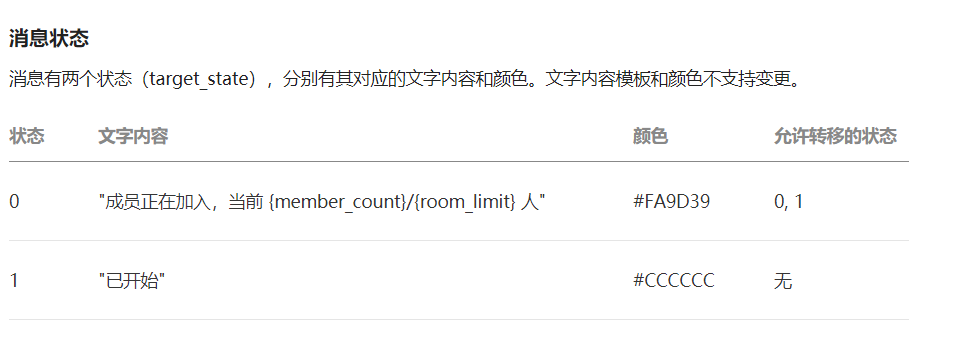 消息状态
消息有两个状态（target_state），分别有其对应的文字内容和颜色。文字内容模板和颜色不支持变更。
状态 文字内容 颜色 允许转移的状态
0 "成员正在加入，当前 {member_count}/{room_limit} 人" #FA9D39 0, 1
1 "已开始" #CCCCCC 无